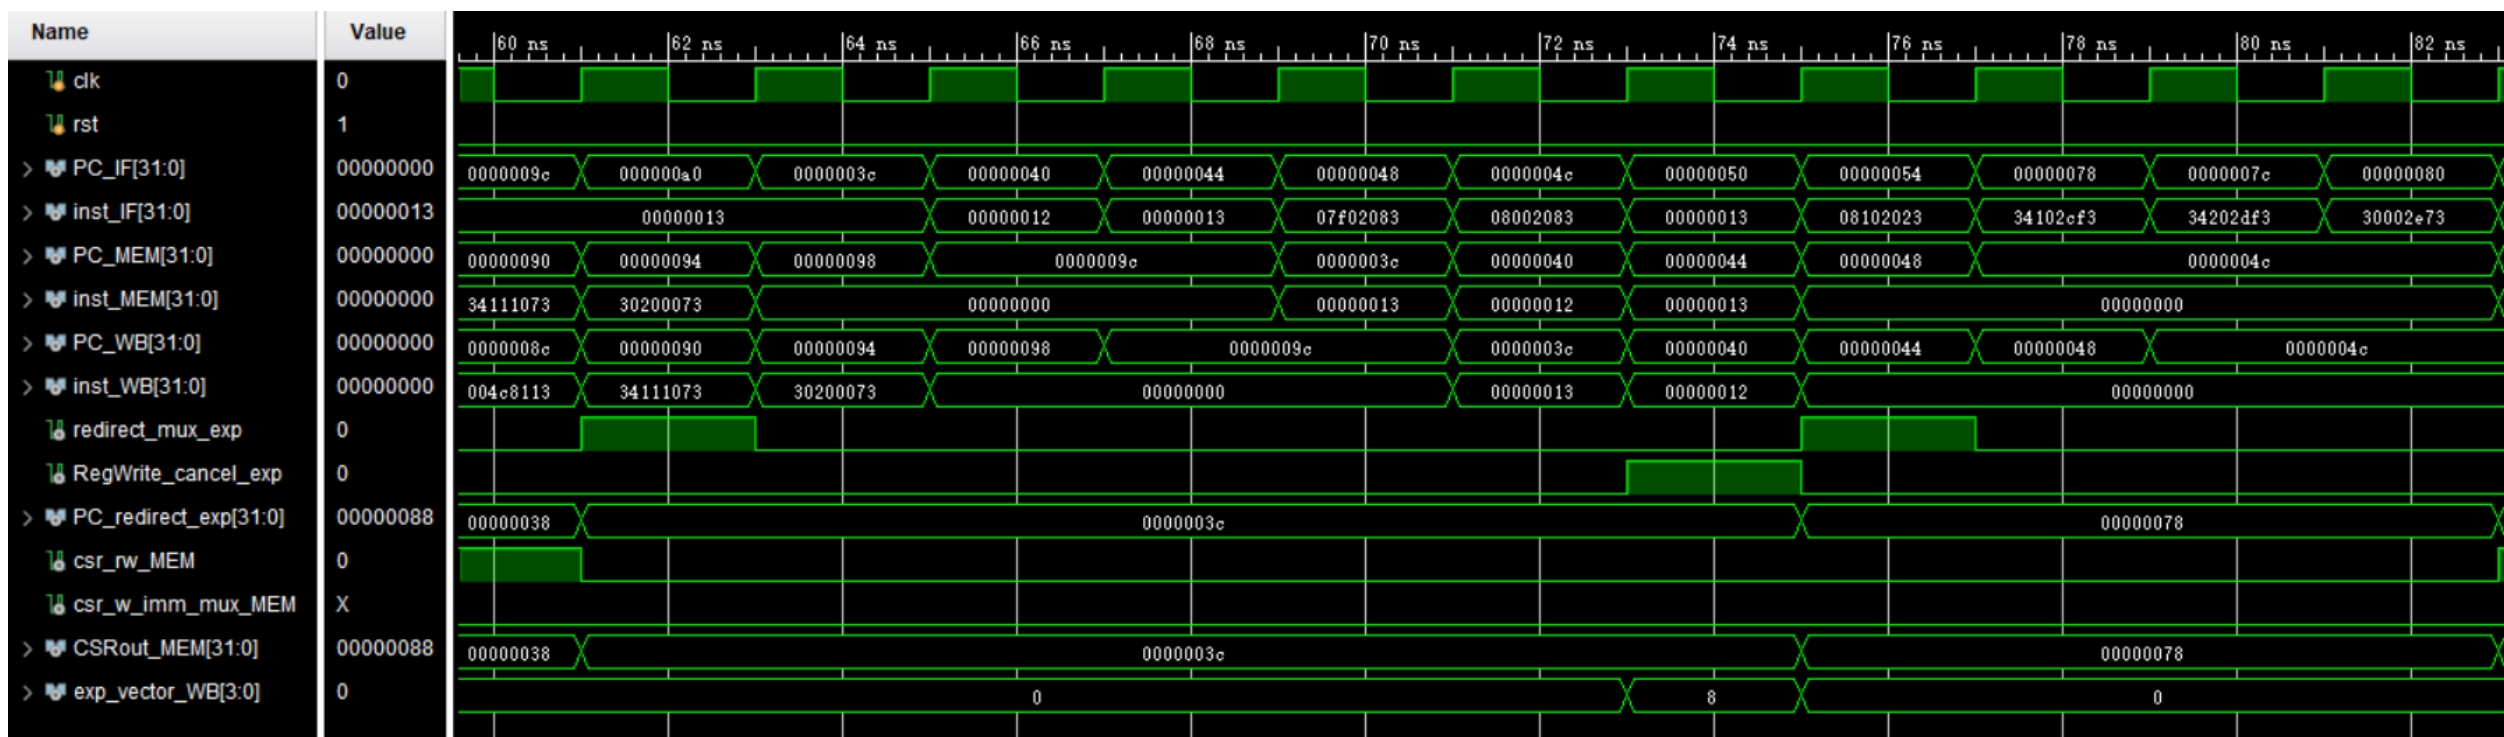 Name Value 60 ns 62 ns 64 ns 66 ns 68 ns 70 ns 72 ns 74 ns 76 ns 78 ns 80 ns 82 ns
clk 0
rst 1
PC_IF[31:0] 00000000 0000009c 000000a0 0000003c 00000040 00000044 00000048 0000004c 00000050 00000054 00000078 0000007c 00000080
inst_IF[31:0] 00000013 00000013 00000012 00000013 07f02083 08002083 00000013 08102023 34102cf3 34202df3 30002e73
PC_MEM[31:0] 00000000 00000090 00000094 00000098 0000009c 0000003c 00000040 00000044 00000048 0000004c
inst_MEM[31:0] 00000000 34111073 30200073 00000000 00000013 00000012 00000013 00000000
PC_WB[31:0] 00000000 0000008c 00000090 00000094 00000098 0000009c 0000003c 00000040 00000044 00000048 0000004c
inst_WB[31:0] 00000000 004c8113 34111073 30200073 00000000 00000013 00000012 00000000
redirect_mux_exp 0
RegWrite_cancel_exp 0
PC_redirect_exp[31:0] 00000088 00000038 0000003c 00000078
csr_rw_MEM 0
csr_w_imm_mux_MEM X
CSRout_MEM[31:0] 00000088 00000038 0000003c 00000078
exp_vector_WB[3:0] 0 0 8 0